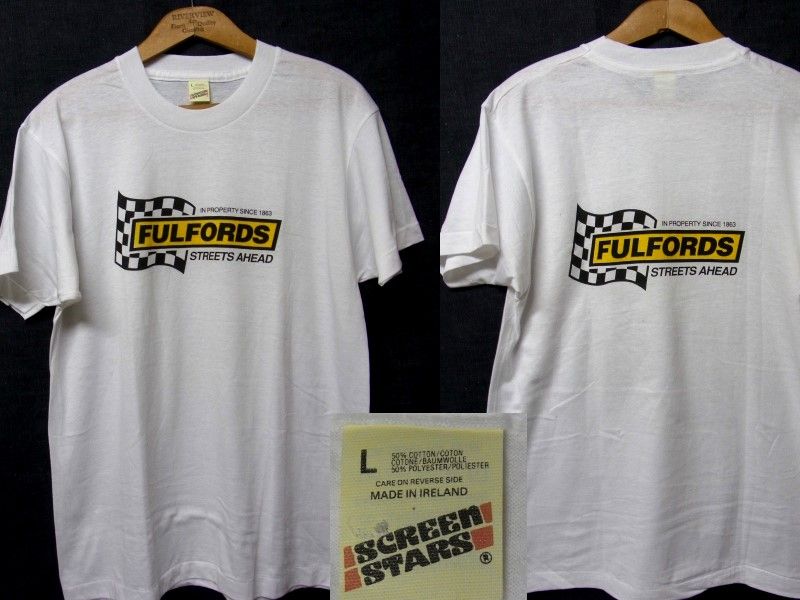 RIVERVIEW
IN PROPERTY SINCE 1863
FULFORDS
STREETS AHEAD
IN PROPERTY SINCE 1863
FULFORDS
STREETS AHEAD
L
50% COTTON/COTON
COTONE/BAUMWOLLE
50% POLYESTER/POLIESTER
CARE ON REVERSE SIDE
MADE IN IRELAND
SCREEN
STARS®